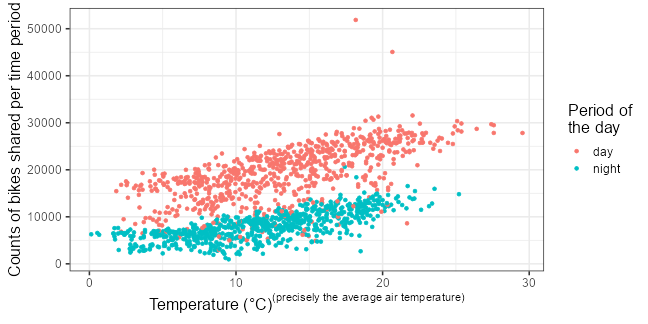 Counts of bikes shared per time period
50000
40000
30000
20000
10000
0
0 10 20 30
Temperature (°C)(precisely the average air temperature)
Period of
the day
day
night